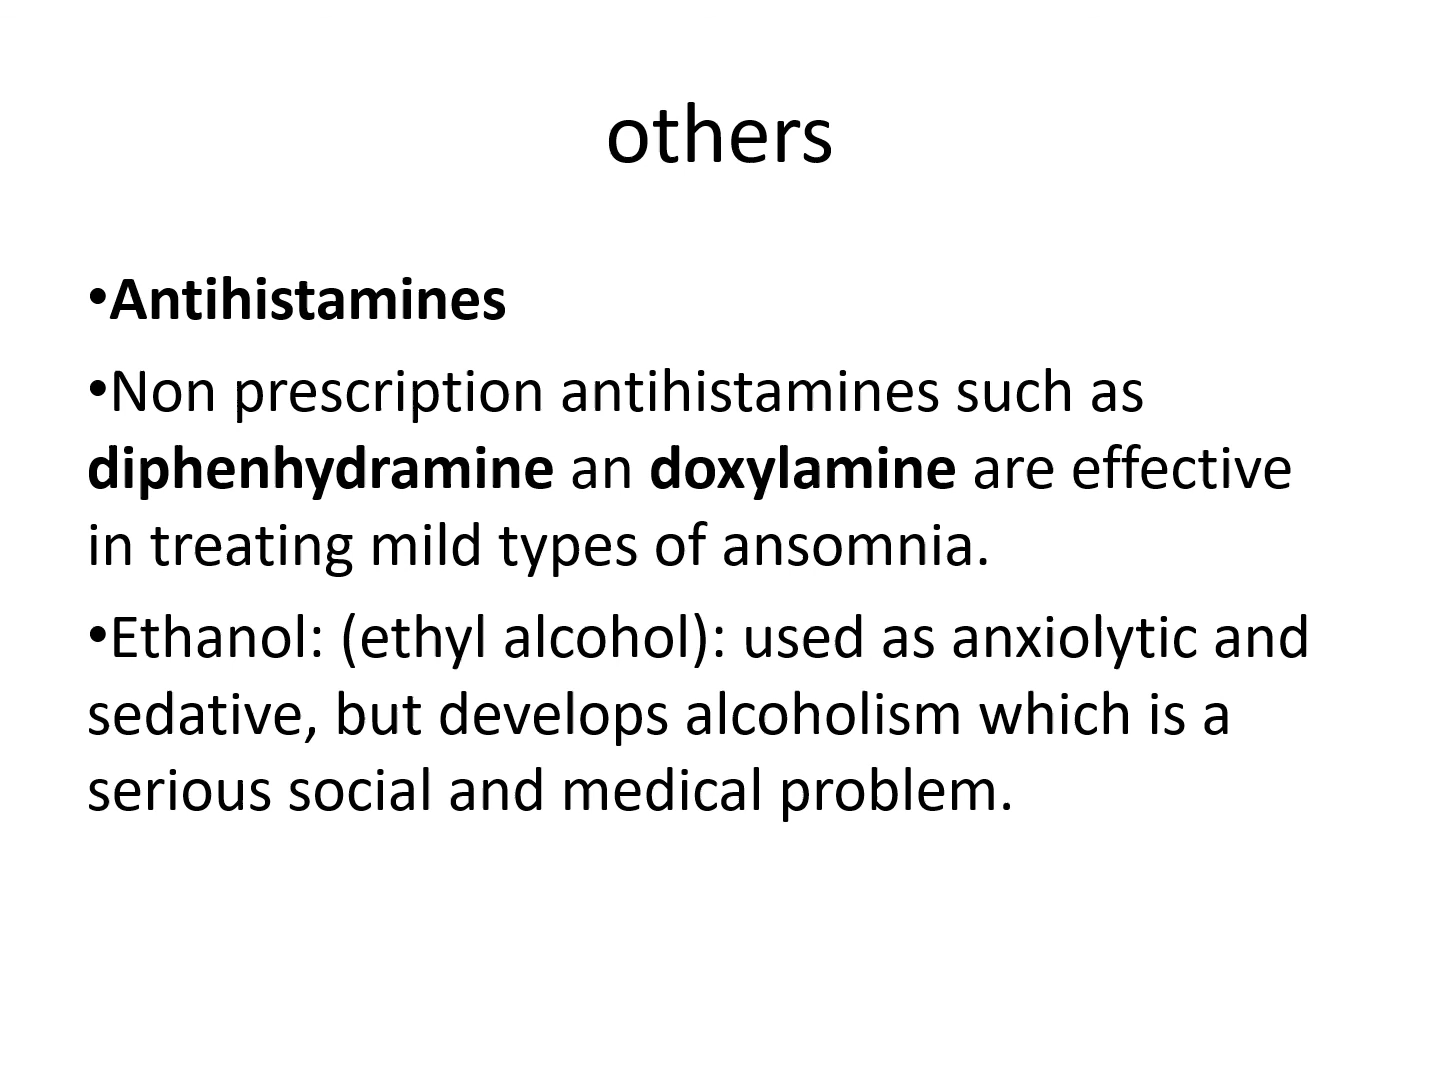 others
•Antihistamines
•Non prescription antihistamines such as
diphenhydramine an doxylamine are effective
in treating mild types of ansomnia.
•Ethanol: (ethyl alcohol): used as anxiolytic and
sedative, but develops alcoholism which is a
serious social and medical problem.